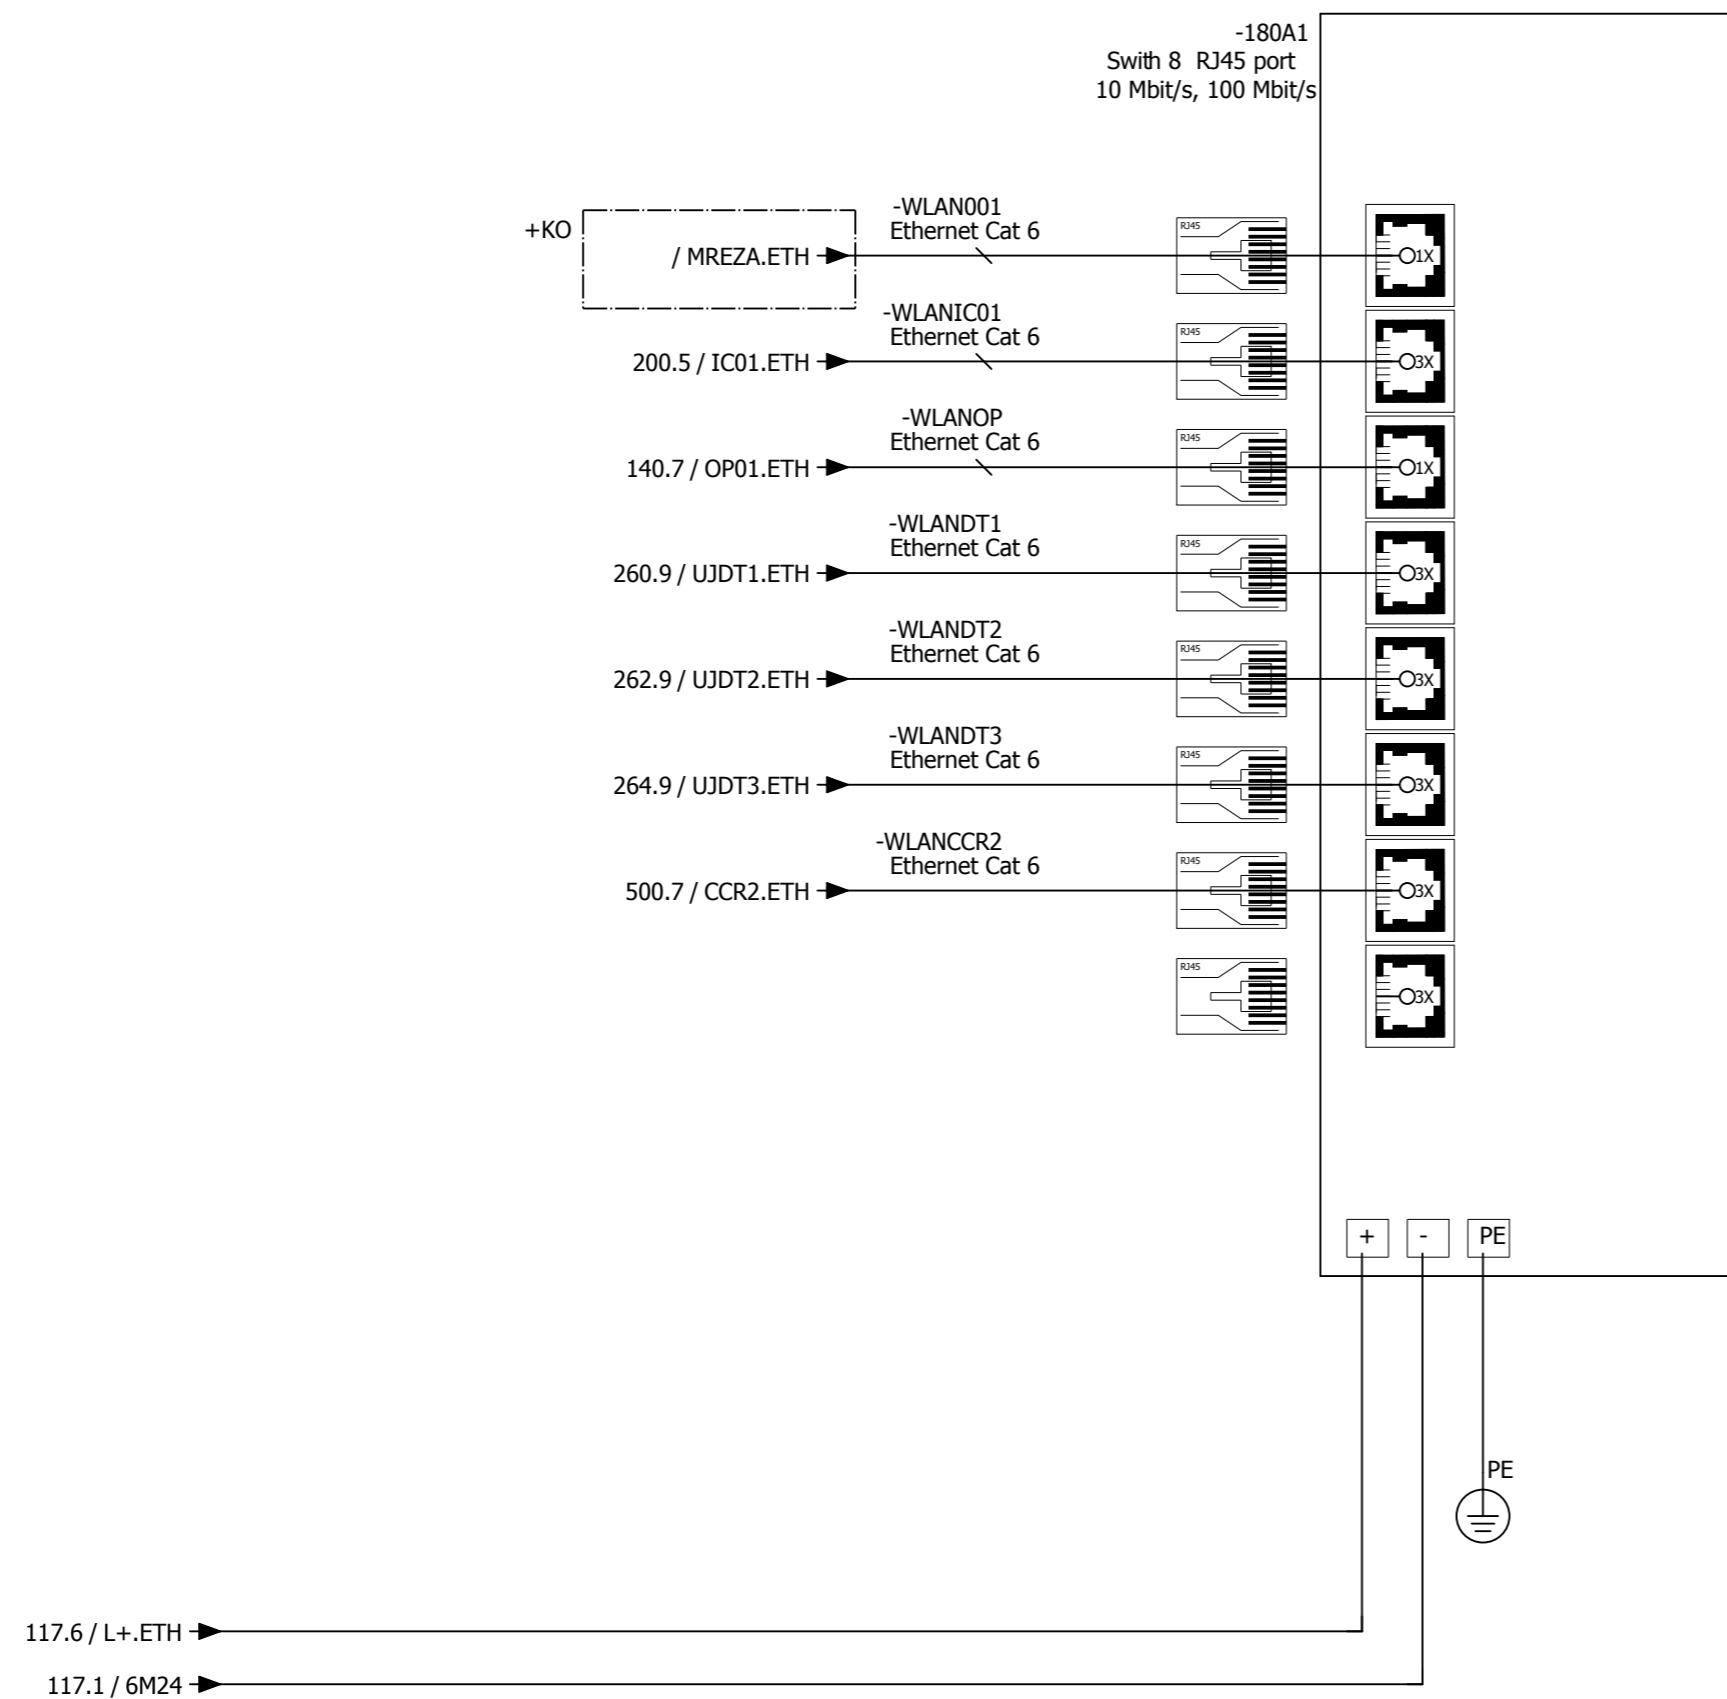 -180A1
Swith 8 RJ45 port
10 Mbit/s, 100 Mbit/s
-WLAN001
+KO
Ethernet Cat 6
RJ45
/ MREZA.ETH
1X
-WLANIC01
Ethernet Cat 6
RJ45
200.5 / IC01.ETH
3X
-WLANOP
Ethernet Cat 6
RJ45
140.7 / OP01.ETH
1X
-WLANDT1
Ethernet Cat 6
RJ45
260.9 / UJDT1.ETH
3X
-WLANDT2
Ethernet Cat 6
RJ45
262.9 / UJDT2.ETH
3X
-WLANDT3
Ethernet Cat 6
RJ45
264.9 / UJDT3.ETH
3X
-WLANCCR2
Ethernet Cat 6
RJ45
500.7 / CCR2.ETH
3X
RJ45
3X
+ - PE
PE
117.6 / L+.ETH
117.1 / 6M24